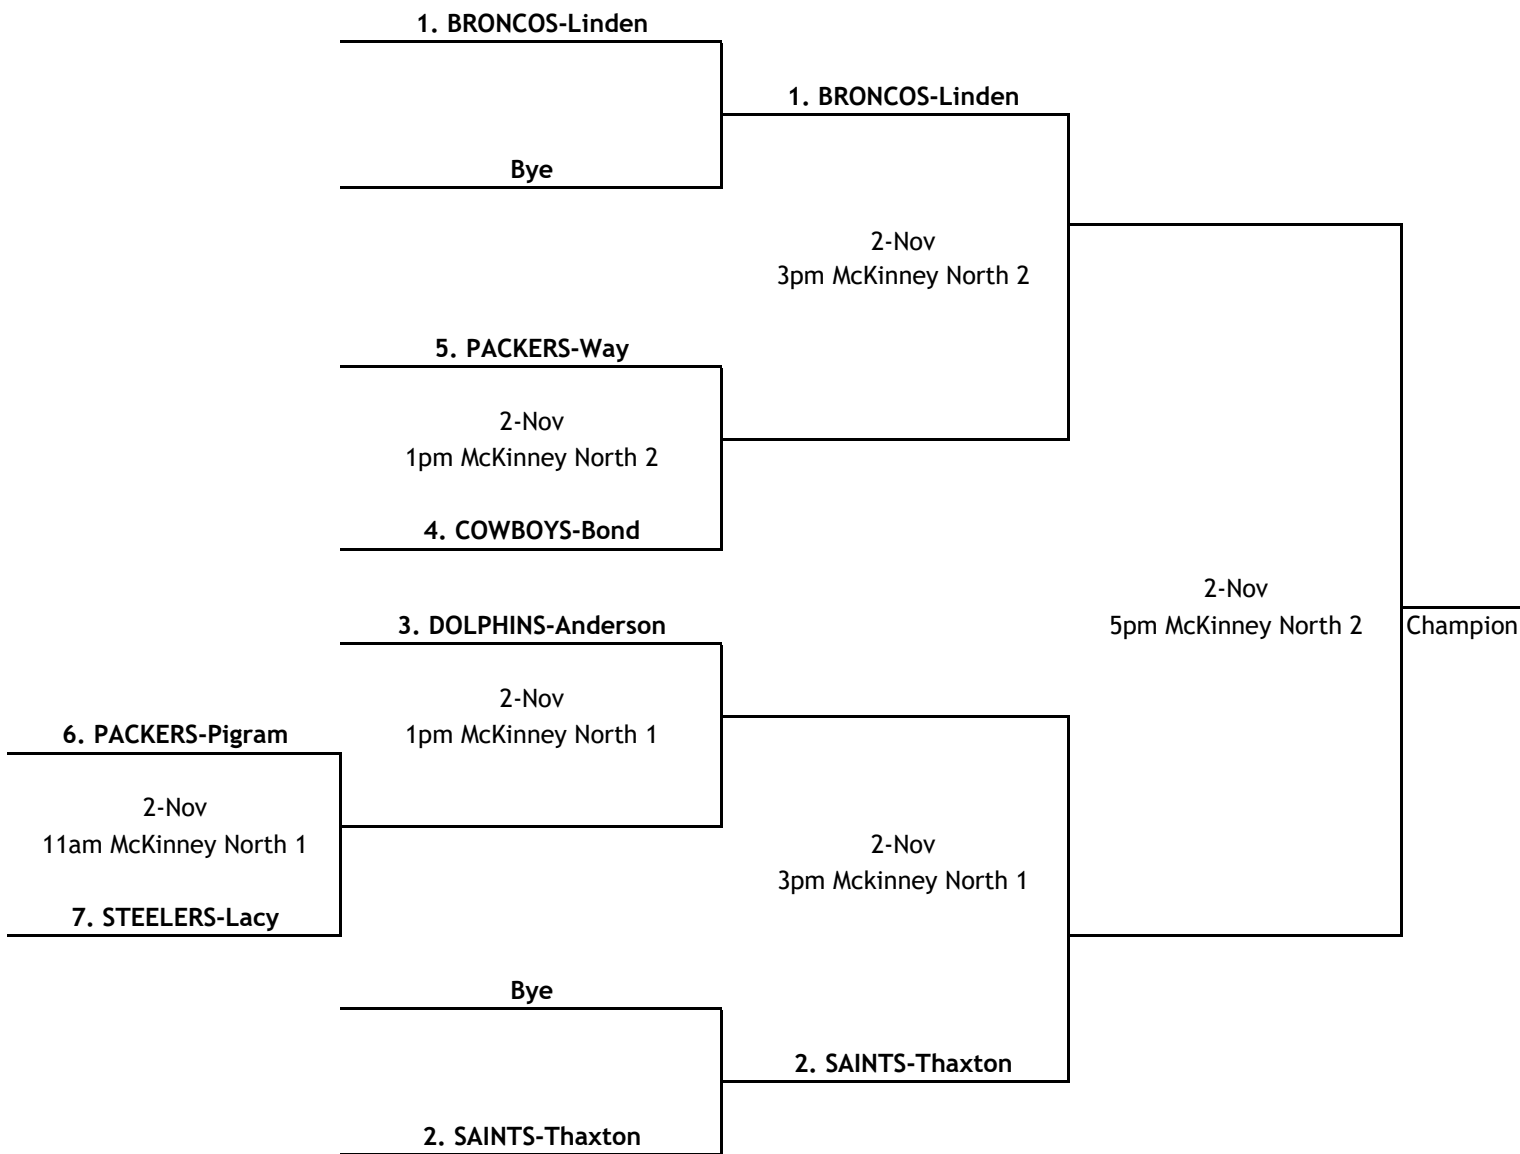 1. BRONCOS-Linden
1. BRONCOS-Linden
Bye
2-Nov
3pm McKinney North 2
5. PACKERS-Way
2-Nov
1pm McKinney North 2
4. COWBOYS-Bond
2-Nov
5pm McKinney North 2
Champion
3. DOLPHINS-Anderson
2-Nov
1pm McKinney North 1
6. PACKERS-Pigram
2-Nov
11am McKinney North 1
7. STEELERS-Lacy
2-Nov
3pm Mckinney North 1
Bye
2. SAINTS-Thaxton
2. SAINTS-Thaxton